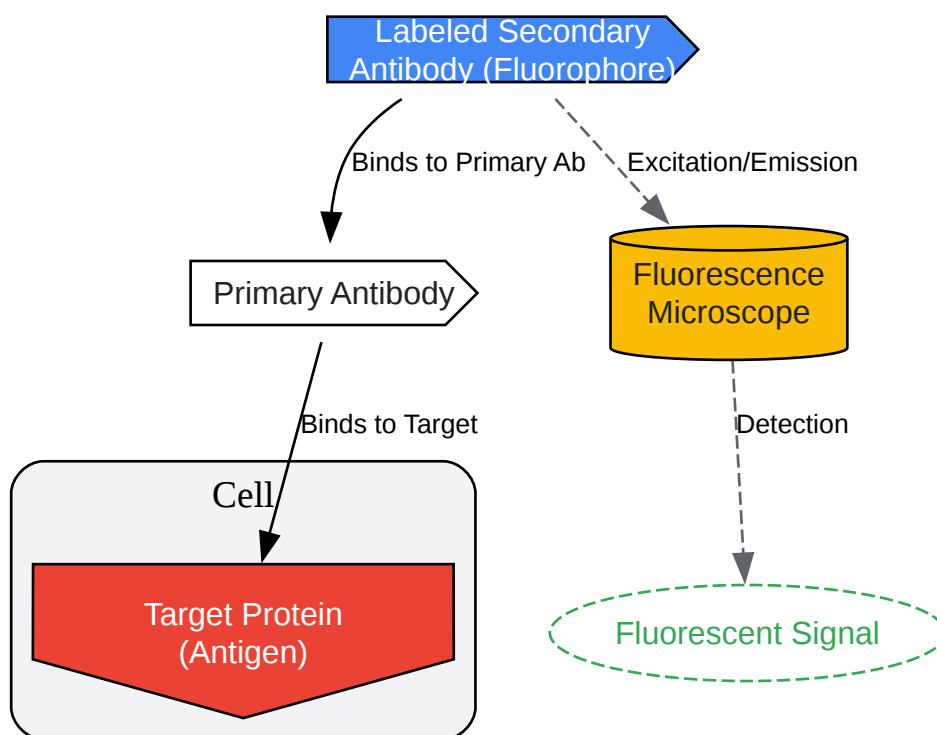 Labeled Secondary
Antibody (Fluorophore)
Binds to Primary Ab
Excitation/Emission
Fluorescence
Microscope
Primary Antibody
Binds to Target
Detection
Cell
Target Protein
(Antigen)
Fluorescent Signal